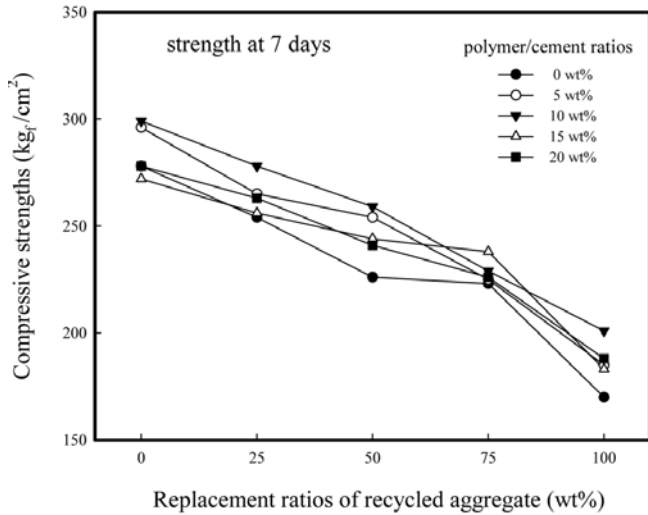 350
strength at 7 days
polymer/cement ratios
0 wt%
5 wt%
10 wt%
15 wt%
20 wt%
300
250
200
150
Compressive strengths (kgf/cm²)
0 25 50 75 100
Replacement ratios of recycled aggregate (wt%)